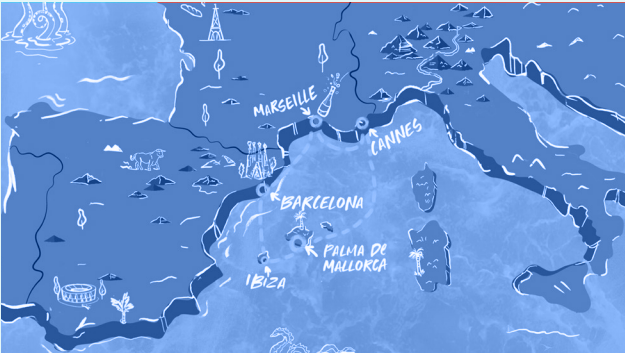 MARSEILLE
CANNES
BARCELONA
PALMA DE
MALLORCA
IBIZA